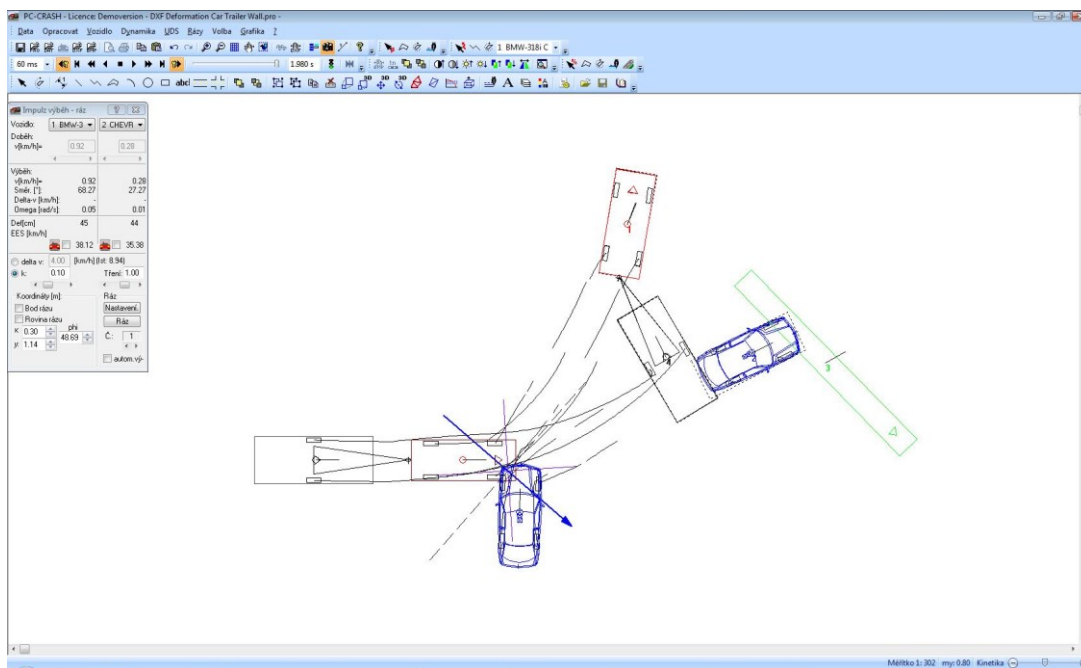 PC-CRASH - Licence: Demoversion - DXF Deformation Car Trailer Wall.pro -
Data Opracovat Vozidlo Dynamika UDS Rázy Volba Grafika ?
1 BMW-318i C
60 ms 1.980 s
3D 3D 3D
abcl A
Impulz výběh - ráz
Vozidlo: 1 BMW-3 2 CHEVR
Doběh:
v[km/h]= 0.92 0.28
Výběh:
v[km/h]= 0.92 0.28
Směr. [°]: 68.27 27.27
Delta-v [km/h]: - -
Omega [rad/s]: 0.05 0.01
Def[cm] 45 44
EES [km/h]
38.12 35.38
delta v: 4.00 [km/h] (Ist: 8.94)
k: 0.10 Tření: 1.00
Koordináty [m]: Ráz
Bod rázu Nastavení.
Rovina rázu Ráz
x 0.30 phi
48.69 Č.: 1
y 1.14
autom.vý-
1
3
Měřítko 1: 302 my: 0.80 Kinetika